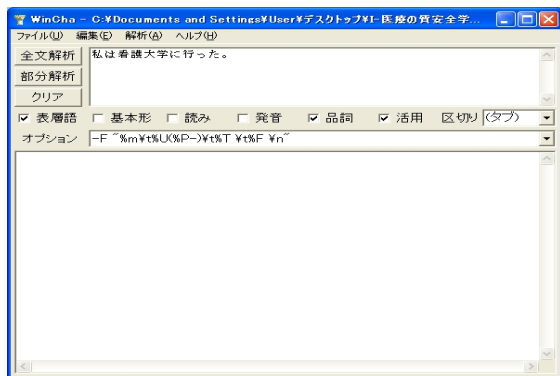 WinCha - C:¥Documents and Settings¥User¥デスクトップ¥I-医療の質安全学...
ファイル(U) 編集(E) 解析(A) ヘルプ(H)
全文解析
私は看護大学に行った。
部分解析
クリア
表層語 基本形 読み 発音 品詞 活用 区切り (タブ)
オプション -F "%m¥t%U(%P-)¥t%T ¥t%F ¥n"